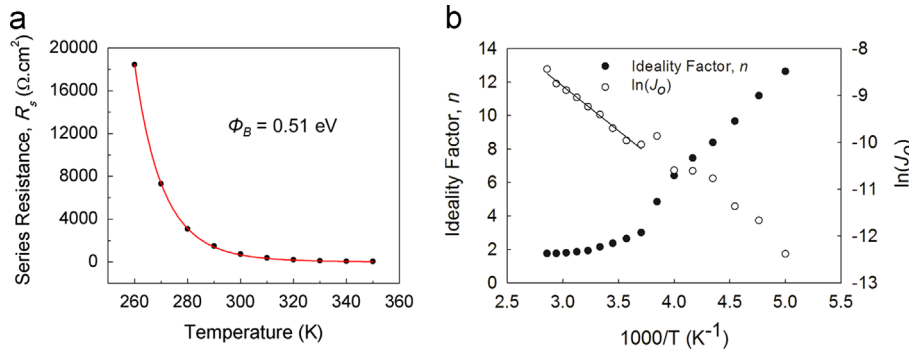 a
Series Resistance, Rs (Ω.cm²)
20000
16000
12000
8000
4000
0
ΦB = 0.51 eV
260 280 300 320 340 360
Temperature (K)
b
Ideality Factor, n
14
12
10
8
6
4
2
0
Ideality Factor, n
ln(Jo)
-8
-9
-10
-11
-12
-13
ln(Jo)
2.5 3.0 3.5 4.0 4.5 5.0 5.5
1000/T (K⁻¹)